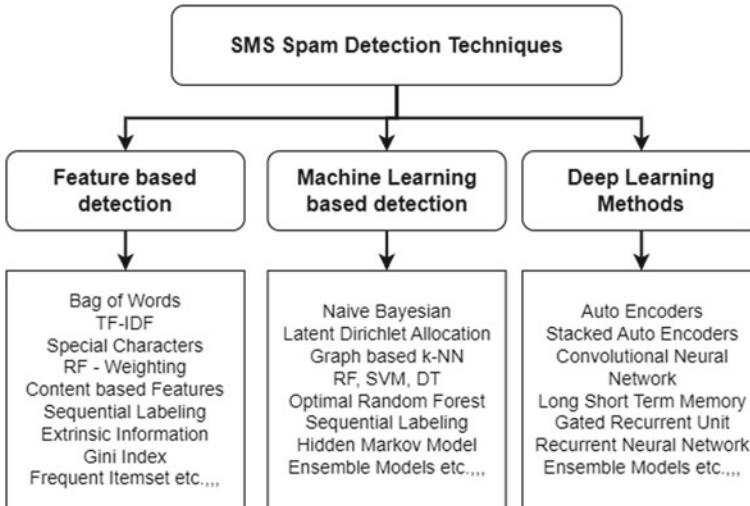 SMS Spam Detection Techniques
Feature based
detection
Machine Learning
based detection
Deep Learning
Methods
Bag of Words
TF-IDF
Special Characters
RF - Weighting
Content based Features
Sequential Labeling
Extrinsic Information
Gini Index
Frequent Itemset etc.,,,
Naive Bayesian
Latent Dirichlet Allocation
Graph based k-NN
RF, SVM, DT
Optimal Random Forest
Sequential Labeling
Hidden Markov Model
Ensemble Models etc.,,,
Auto Encoders
Stacked Auto Encoders
Convolutional Neural
Network
Long Short Term Memory
Gated Recurrent Unit
Recurrent Neural Network
Ensemble Models etc.,,,